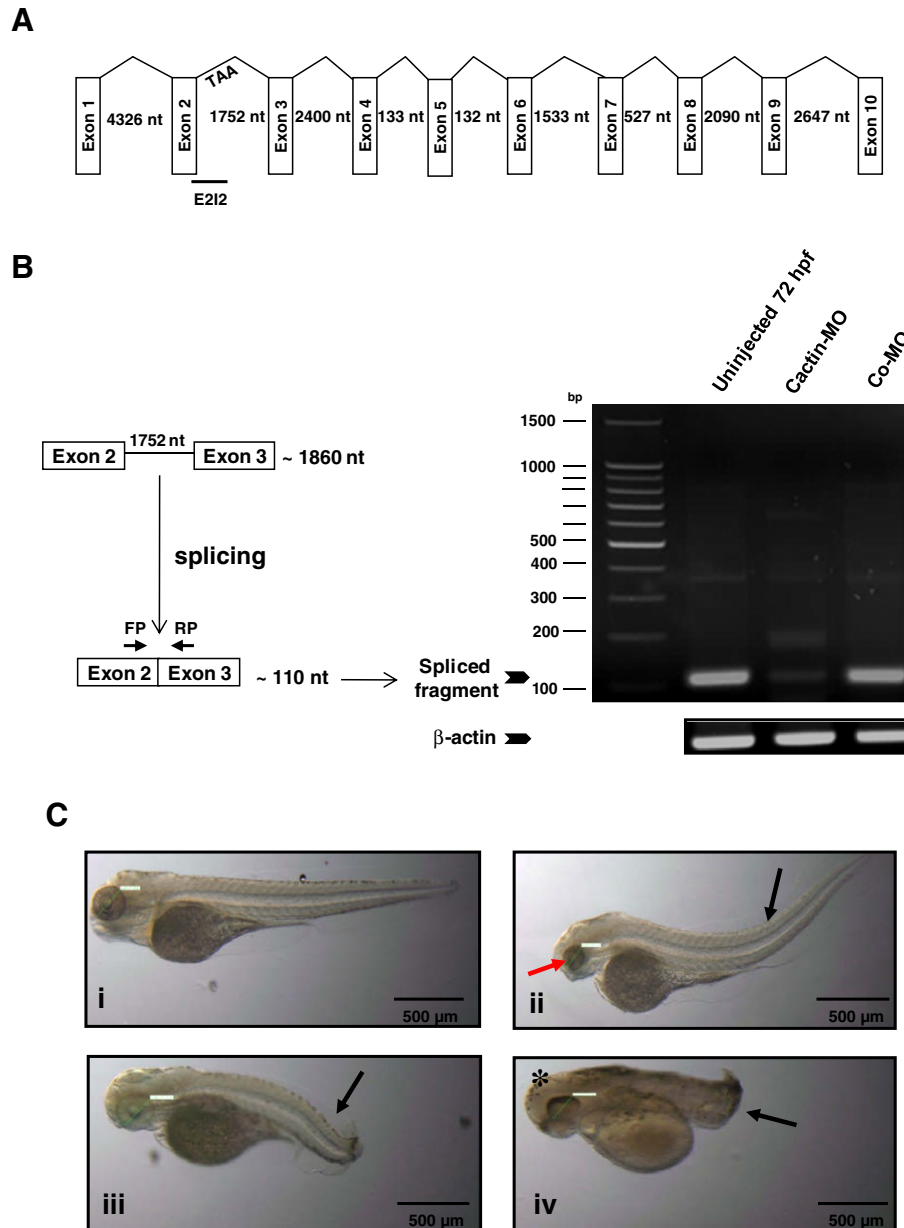 A
Exon 1
4326 nt
Exon 2
TAA
1752 nt
Exon 3
2400 nt
Exon 4
133 nt
Exon 5
132 nt
Exon 6
1533 nt
Exon 7
527 nt
Exon 8
2090 nt
Exon 9
2647 nt
Exon 10
E2I2
B
Uninjected 72 hpf
Cactin-MO
Co-MO
bp
1500
1000
500
400
300
200
100
1752 nt
Exon 2
Exon 3
~ 1860 nt
splicing
FP
RP
Exon 2
Exon 3
~ 110 nt
Spliced
fragment
β-actin
C
i
500 µm
ii
500 µm
iii
500 µm
*
iv
500 µm